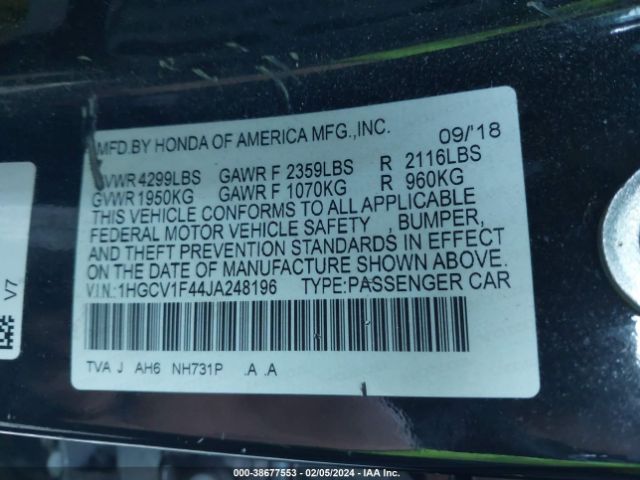 MFD.BY HONDA OF AMERICA MFG.,INC. 09/'18
GVWR 4299LBS GAWR F 2359LBS R 2116LBS
GVWR 1950KG GAWR F 1070KG R 960KG
THIS VEHICLE CONFORMS TO ALL APPLICABLE
FEDERAL MOTOR VEHICLE SAFETY , BUMPER,
AND THEFT PREVENTION STANDARDS IN EFFECT
ON THE DATE OF MANUFACTURE SHOWN ABOVE.
V.I.N.:1HGCV1F44JA248196 TYPE:PASSENGER CAR
TVA J AH6 NH731P .A .A
V7
000-38677553 | 02/05/2024 | IAA Inc.